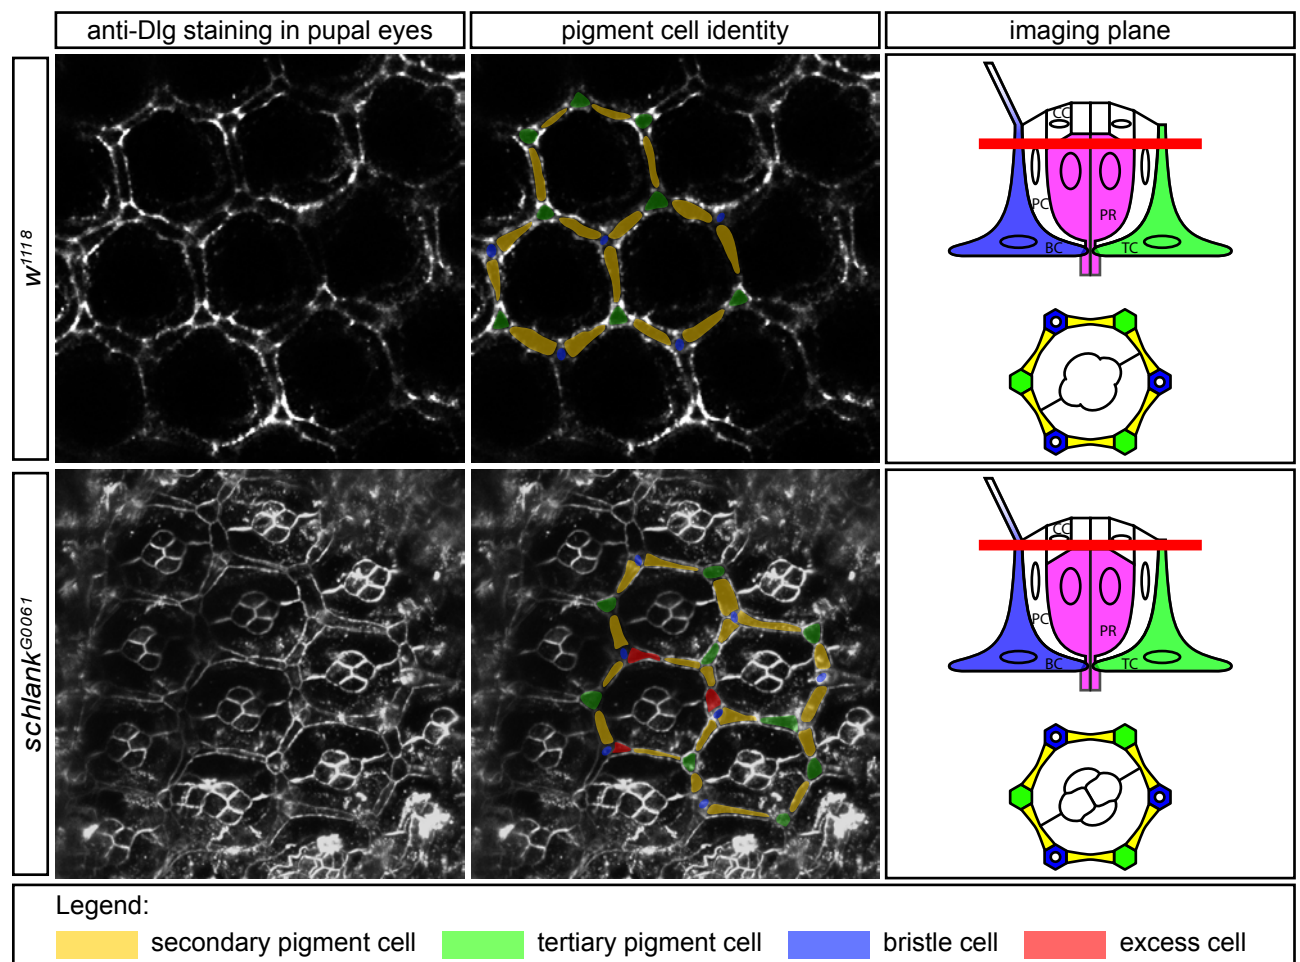 anti-Dlg staining in pupal eyes
pigment cell identity
imaging plane
w1118
CC
PC
PR
BC
TC
schlankG0061
CC
PC
PR
BC
TC
Legend:
secondary pigment cell
tertiary pigment cell
bristle cell
excess cell